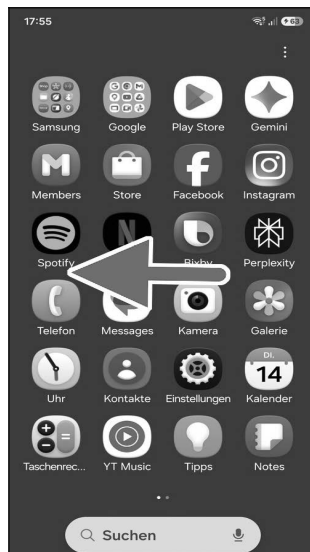 17:55
63
Samsung Google Play Store Gemini
Members Store Facebook Instagram
Spotify Bixby Perplexity
Telefon Messages Kamera Galerie
DI.
14
Uhr Kontakte Einstellungen Kalender
Taschenrec... YT Music Tipps Notes
Suchen